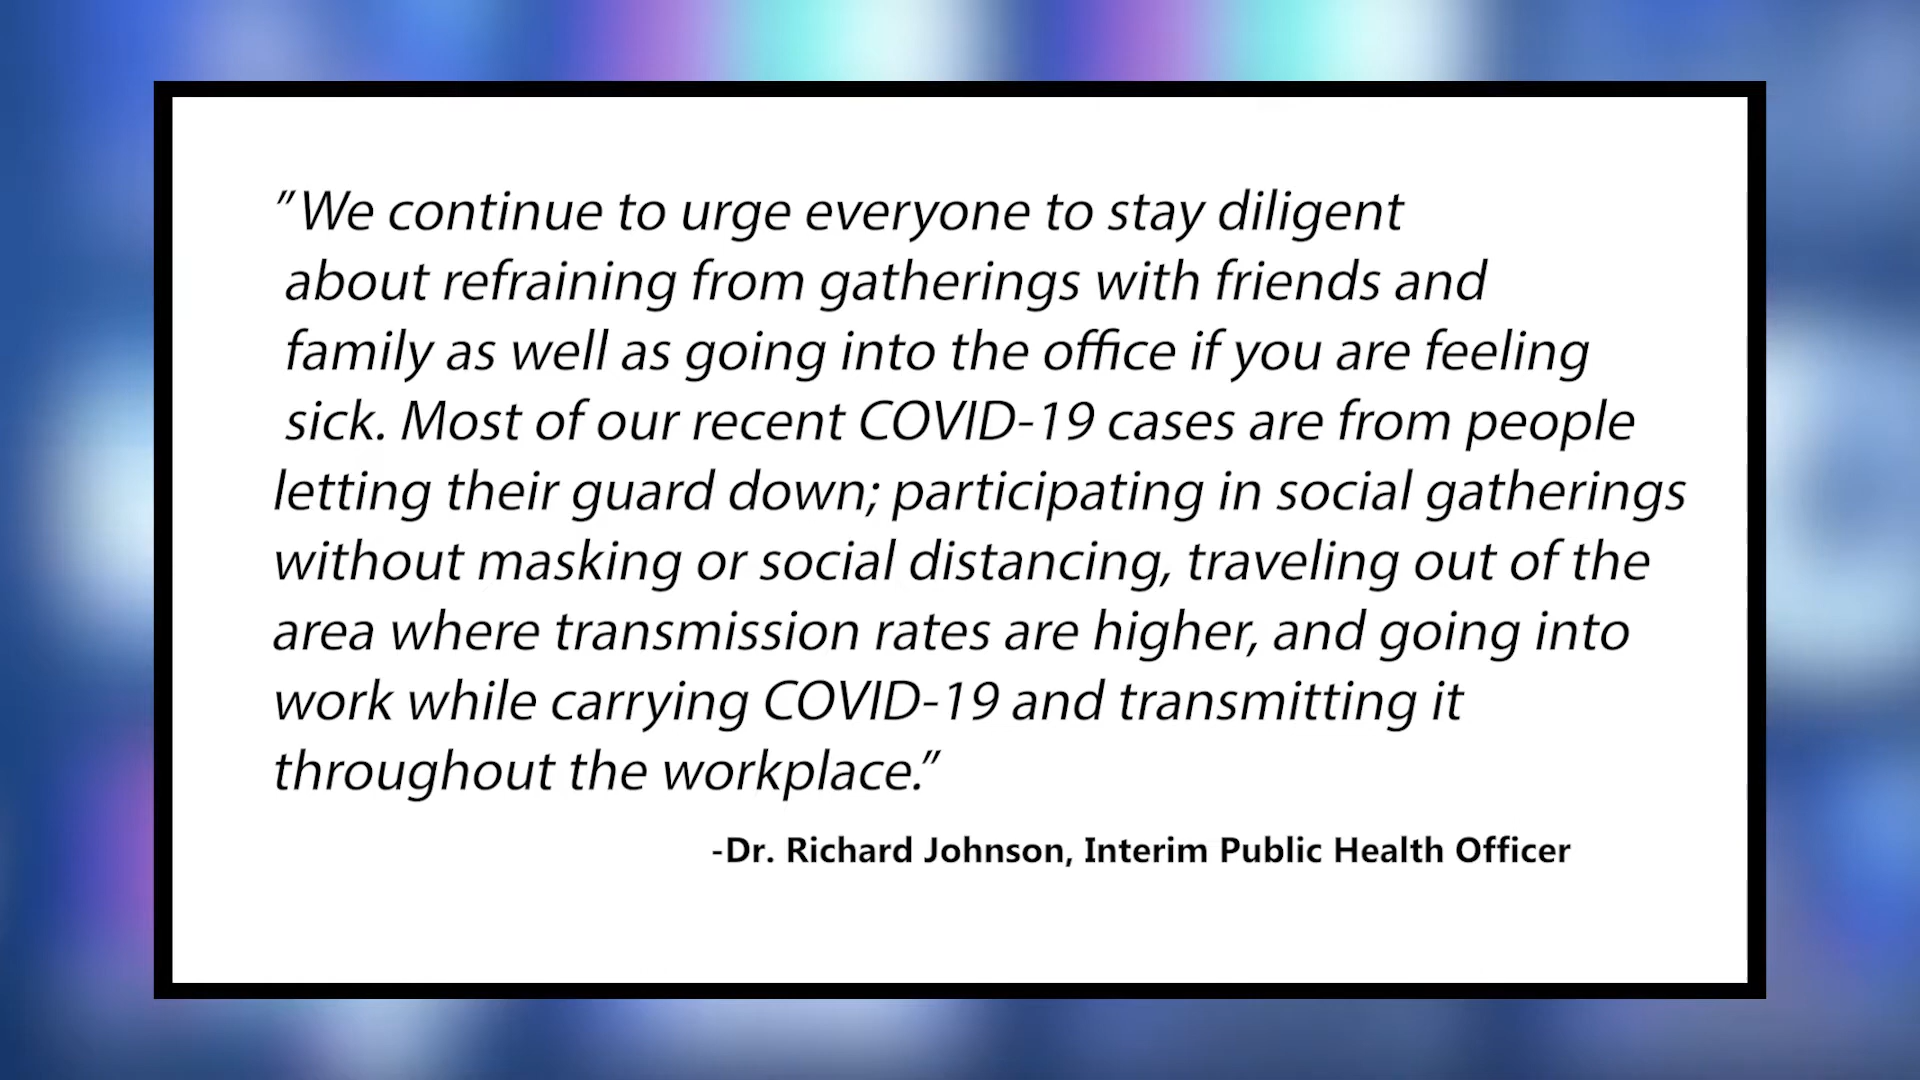 "We continue to urge everyone to stay diligent
about refraining from gatherings with friends and
family as well as going into the office if you are feeling
sick. Most of our recent COVID-19 cases are from people
letting their guard down; participating in social gatherings
without masking or social distancing, traveling out of the
area where transmission rates are higher, and going into
work while carrying COVID-19 and transmitting it
throughout the workplace."
-Dr. Richard Johnson, Interim Public Health Officer